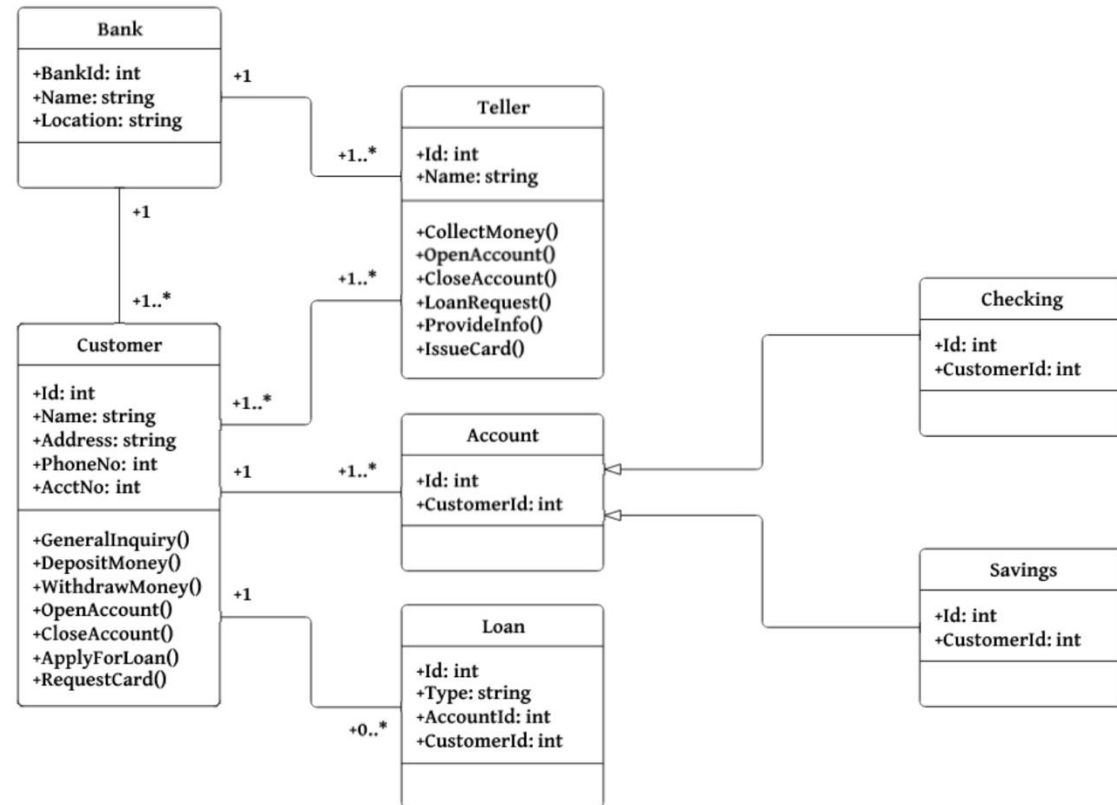 Bank
+BankId: int
+Name: string
+Location: string
+1
+1..*
+1
+1..*
Teller
+Id: int
+Name: string
+CollectMoney()
+OpenAccount()
+CloseAccount()
+LoanRequest()
+ProvideInfo()
+IssueCard()
+1..*
+1..*
Customer
+Id: int
+Name: string
+Address: string
+PhoneNo: int
+AcctNo: int
+GeneralInquiry()
+DepositMoney()
+WithdrawMoney()
+OpenAccount()
+CloseAccount()
+ApplyForLoan()
+RequestCard()
+1
+1..*
Account
+Id: int
+CustomerId: int
+1
+0..*
Loan
+Id: int
+Type: string
+AccountId: int
+CustomerId: int
Checking
+Id: int
+CustomerId: int
Savings
+Id: int
+CustomerId: int